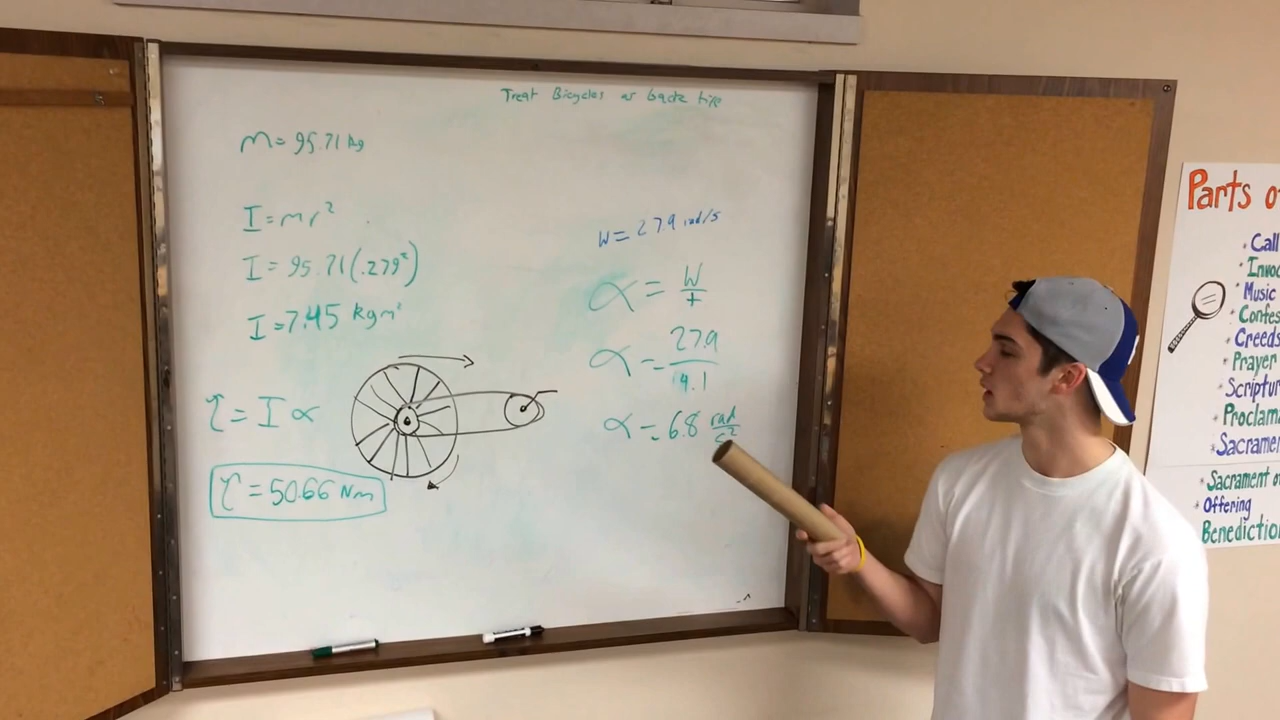 Treat Bicycles as back tire
m = 95.71 kg
I = mr²
I = 95.71(.279²)
I = 7.45 kgm²
τ = I α
τ = 50.66 Nm
W = 27.9 rad/s
α = W/t
α = 27.9/4.1
α = 6.8 rad/s²
Parts o
• Call
• Invoc
* Music
* Confes
• Creeds
• Prayer
* Scriptur
• Proclama
* Sacramen
• Sacrament o
• Offering
Benediction